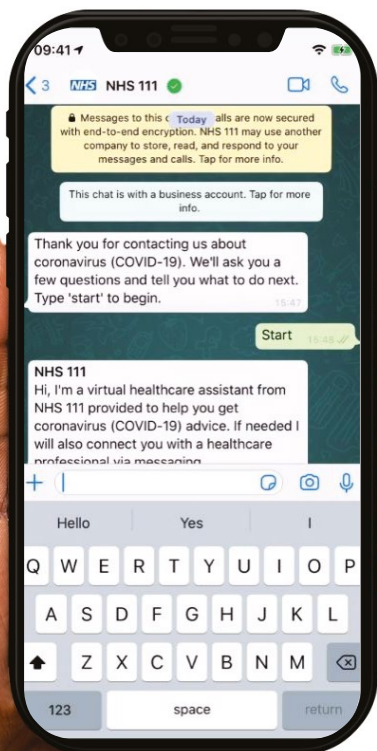 09:41
3 NHS NHS 111
Messages to this c Today alls are now secured
with end-to-end encryption. NHS 111 may use another
company to store, read, and respond to your
messages and calls. Tap for more info.
This chat is with a business account. Tap for more
info.
Thank you for contacting us about
coronavirus (COVID-19). We'll ask you a
few questions and tell you what to do next.
Type 'start' to begin.
15:47
Start 15:48
NHS 111
Hi, I'm a virtual healthcare assistant from
NHS 111 provided to help you get
coronavirus (COVID-19) advice. If needed I
will also connect you with a healthcare
professional via messaging
Hello Yes I
Q W E R T Y U I O P
A S D F G H J K L
Z X C V B N M
123 space return